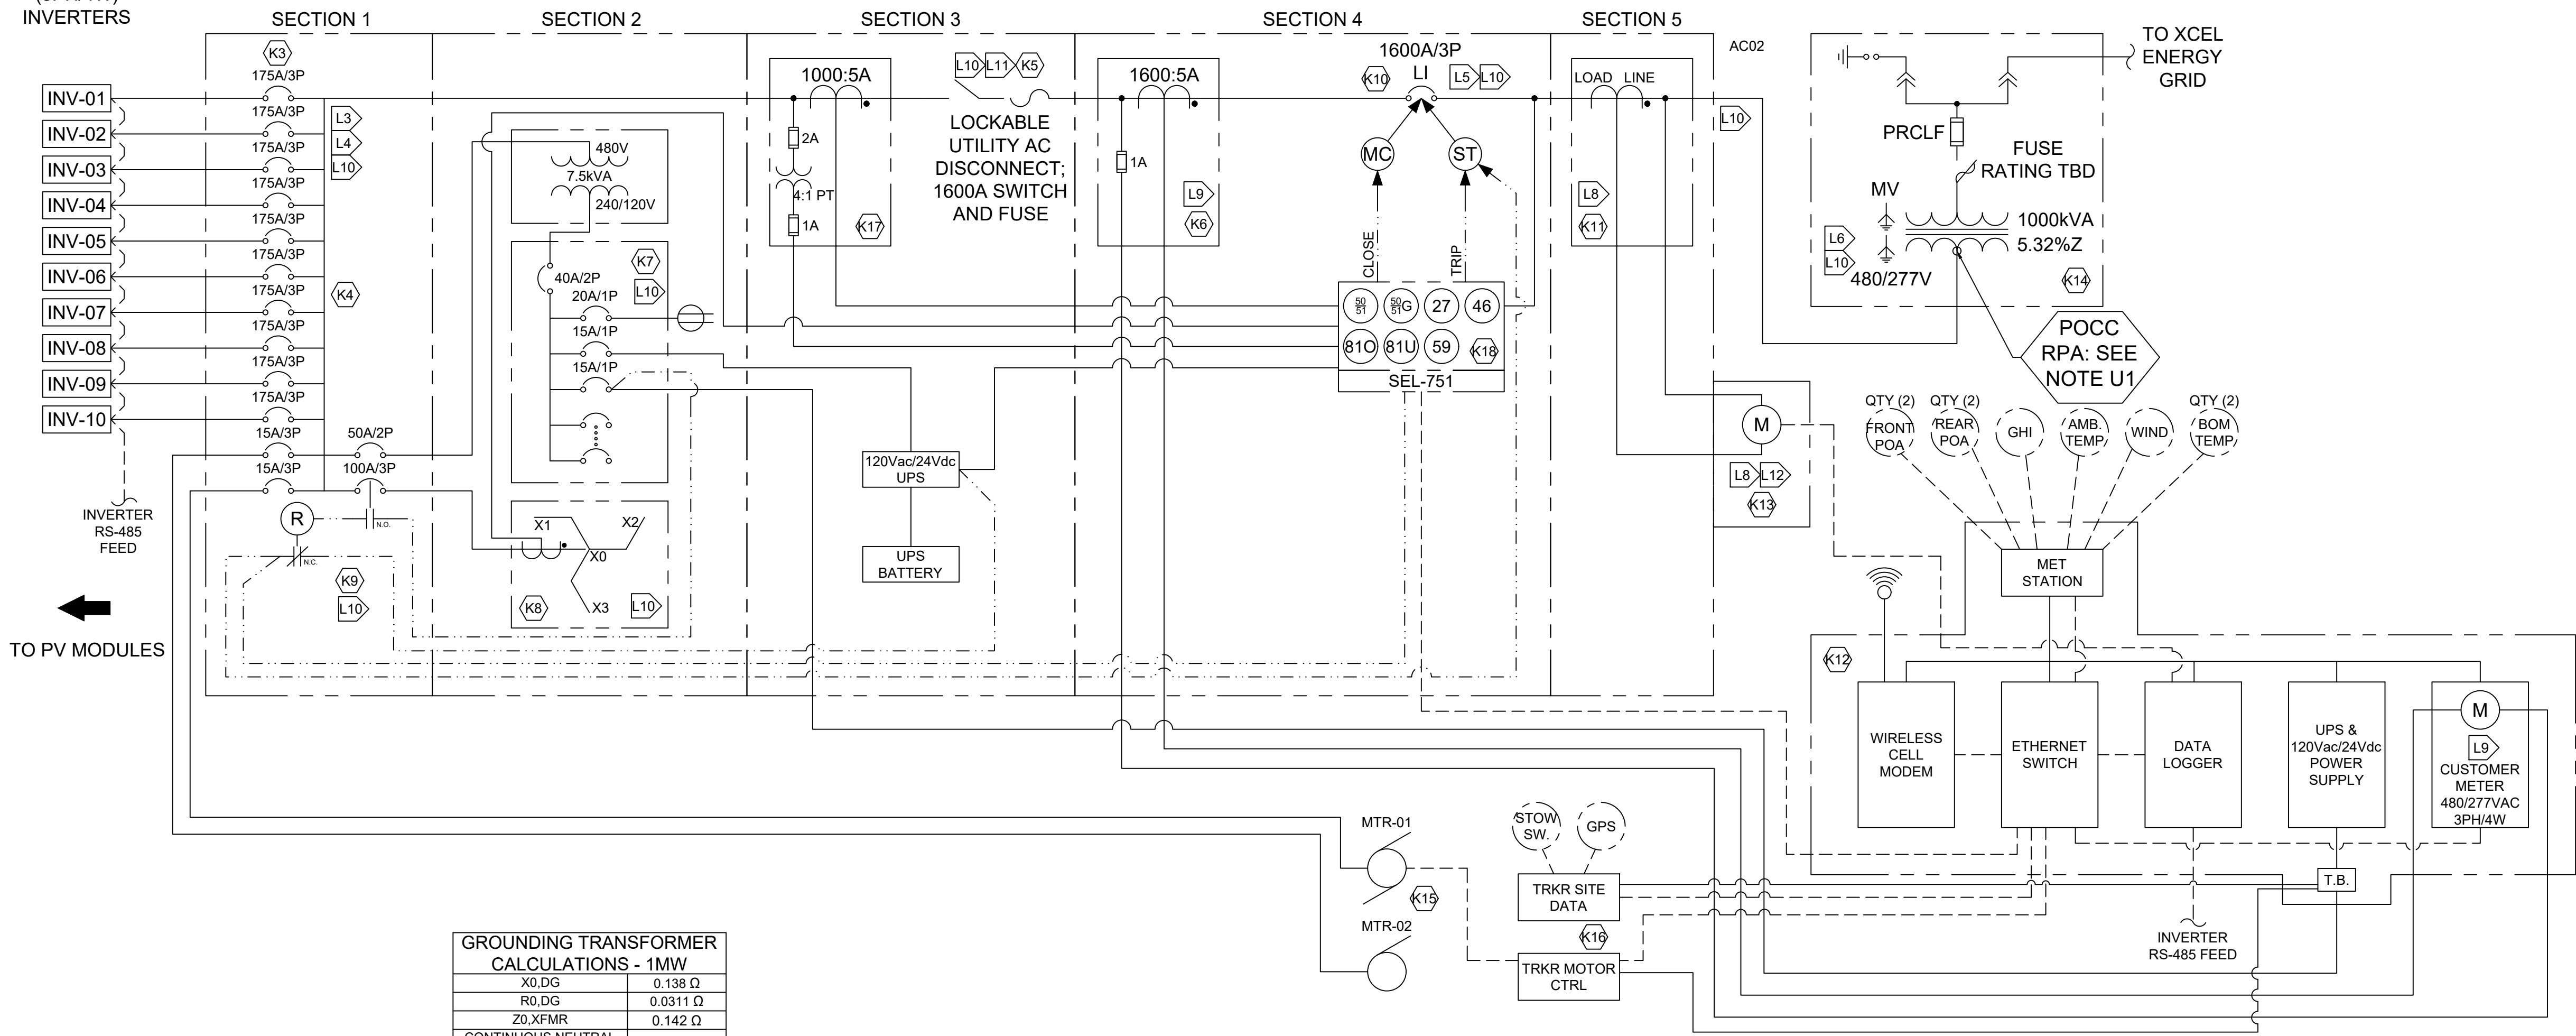 INVERTERS
SECTION 1
SECTION 2
SECTION 3
SECTION 4
SECTION 5
AC02
TO XCEL
ENERGY
GRID
K3
175A/3P
INV-01
175A/3P
INV-02
175A/3P
INV-03
175A/3P
INV-04
175A/3P
INV-05
175A/3P
INV-06
175A/3P
INV-07
175A/3P
INV-08
175A/3P
INV-09
175A/3P
INV-10
15A/3P
15A/3P
50A/2P
100A/3P
L3
L4
L10
K4
INVERTER
RS-485
FEED
R
N.O.
N.C.
K9
L10
TO PV MODULES
480V
7.5kVA
240/120V
40A/2P
K7
L10
20A/1P
15A/1P
15A/1P
X1
X2
X0
X3
K8
L10
1000:5A
2A
4:1 PT
1A
K17
L10
L11
K5
LOCKABLE
UTILITY AC
DISCONNECT;
1600A SWITCH
AND FUSE
120Vac/24Vdc
UPS
UPS
BATTERY
1600:5A
1A
L9
K6
1600A/3P
LI
K10
L5
L10
MC
ST
CLOSE
TRIP
50
51
50
51
G
27
46
81O
81U
59
K18
SEL-751
LOAD
LINE
L8
K11
L10
M
L8
L12
K13
PRCLF
FUSE
RATING TBD
MV
1000kVA
5.32%Z
L6
L10
480/277V
K14
POCC
RPA: SEE
NOTE U1
QTY (2)
FRONT
POA
QTY (2)
REAR
POA
GHI
AMB.
TEMP
WIND
QTY (2)
BOM
TEMP
MET
STATION
K12
WIRELESS
CELL
MODEM
ETHERNET
SWITCH
DATA
LOGGER
UPS &
120Vac/24Vdc
POWER
SUPPLY
M
L9
CUSTOMER
METER
480/277VAC
3PH/4W
T.B.
INVERTER
RS-485 FEED
MTR-01
K15
MTR-02
STOW
SW.
GPS
TRKR SITE
DATA
K16
TRKR MOTOR
CTRL
GROUNDING TRANSFORMER
CALCULATIONS - 1MW
X0,DG 0.138 Ω
R0,DG 0.0311 Ω
Z0,XFMR 0.142 Ω
CONTINUOUS NEUTRAL